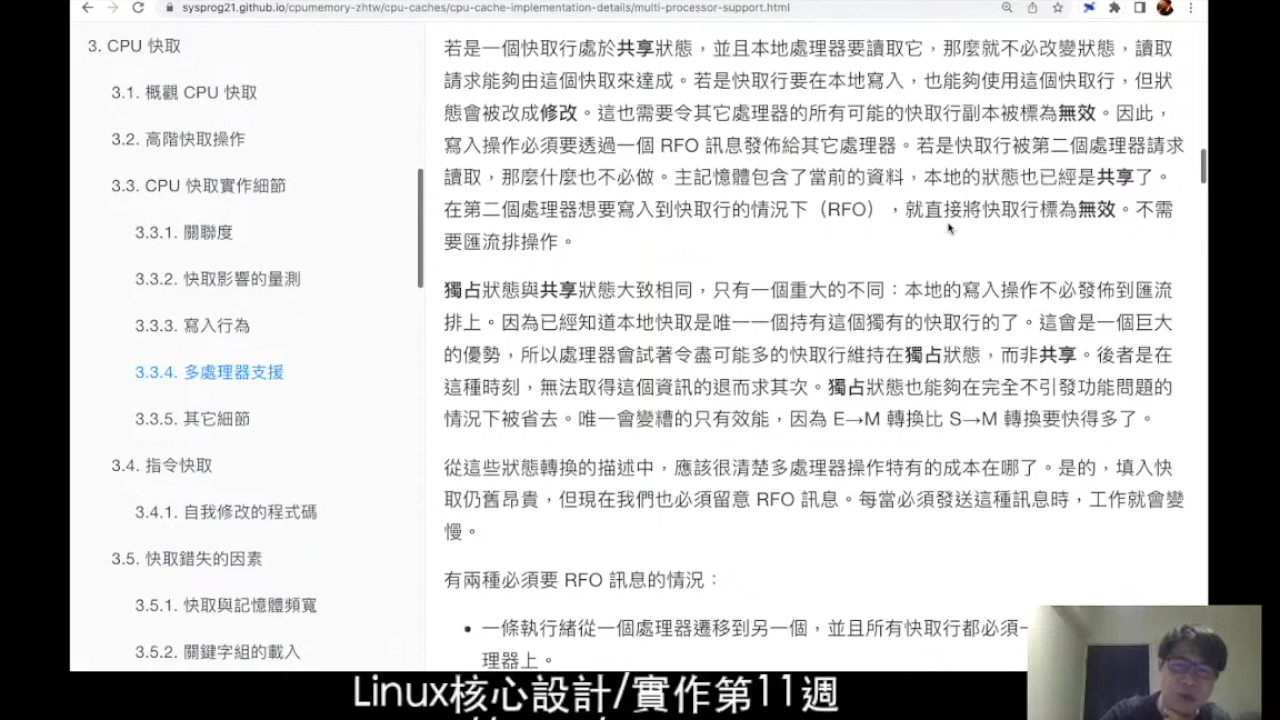 sysprog21.github.io/cpumemory-zhtw/cpu-caches/cpu-cache-implementation-details/multi-processor-support.html
3. CPU 快取
3.1. 概觀 CPU 快取
3.2. 高階快取操作
3.3. CPU 快取實作細節
3.3.1. 關聯度
3.3.2. 快取影響的量測
3.3.3. 寫入行為
3.3.4. 多處理器支援
3.3.5. 其它細節
3.4. 指令快取
3.4.1. 自我修改的程式碼
3.5. 快取錯失的因素
3.5.1. 快取與記憶體頻寬
3.5.2. 關鍵字組的載入
若是一個快取行處於共享狀態，並且本地處理器要讀取它，那麼就不必改變狀態，讀取
請求能夠由這個快取來達成。若是快取行要在本地寫入，也能夠使用這個快取行，但狀
態會被改成修改。這也需要令其它處理器的所有可能的快取行副本被標為無效。因此，
寫入操作必須要透過一個 RFO 訊息發佈給其它處理器。若是快取行被第二個處理器請求
讀取，那麼什麼也不必做。主記憶體包含了當前的資料，本地的狀態也已經是共享了。
在第二個處理器想要寫入到快取行的情況下（RFO），就直接將快取行標為無效。不需
要匯流排操作。
獨占狀態與共享狀態大致相同，只有一個重大的不同：本地的寫入操作不必發佈到匯流
排上。因為已經知道本地快取是唯一一個持有這個獨有的快取行的了。這會是一個巨大
的優勢，所以處理器會試著令盡可能多的快取行維持在獨占狀態，而非共享。後者是在
這種時刻，無法取得這個資訊的退而求其次。獨占狀態也能夠在完全不引發功能問題的
情況下被省去。唯一會變糟的只有效能，因為 E→M 轉換比 S→M 轉換要快得多了。
從這些狀態轉換的描述中，應該很清楚多處理器操作特有的成本在哪了。是的，填入快
取仍舊昂貴，但現在我們也必須留意 RFO 訊息。每當必須發送這種訊息時，工作就會變
慢。
有兩種必須要 RFO 訊息的情況：
• 一條執行緒從一個處理器遷移到另一個，並且所有快取行都必須一
理器上。
Linux核心設計/實作第11週